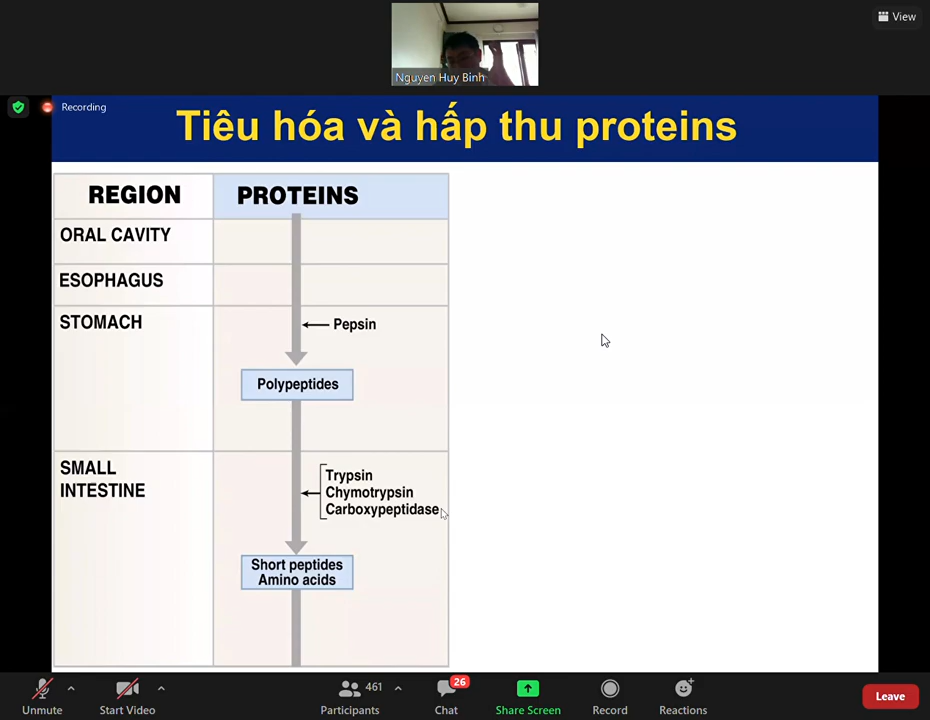 View
Nguyen Huy Binh
Recording
Tiêu hóa và hấp thu proteins
REGION
PROTEINS
ORAL CAVITY
ESOPHAGUS
STOMACH
Pepsin
Polypeptides
SMALL
INTESTINE
Trypsin
Chymotrypsin
Carboxypeptidase
Short peptides
Amino acids
Unmute
Start Video
461
Participants
26
Chat
Share Screen
Record
Reactions
Leave